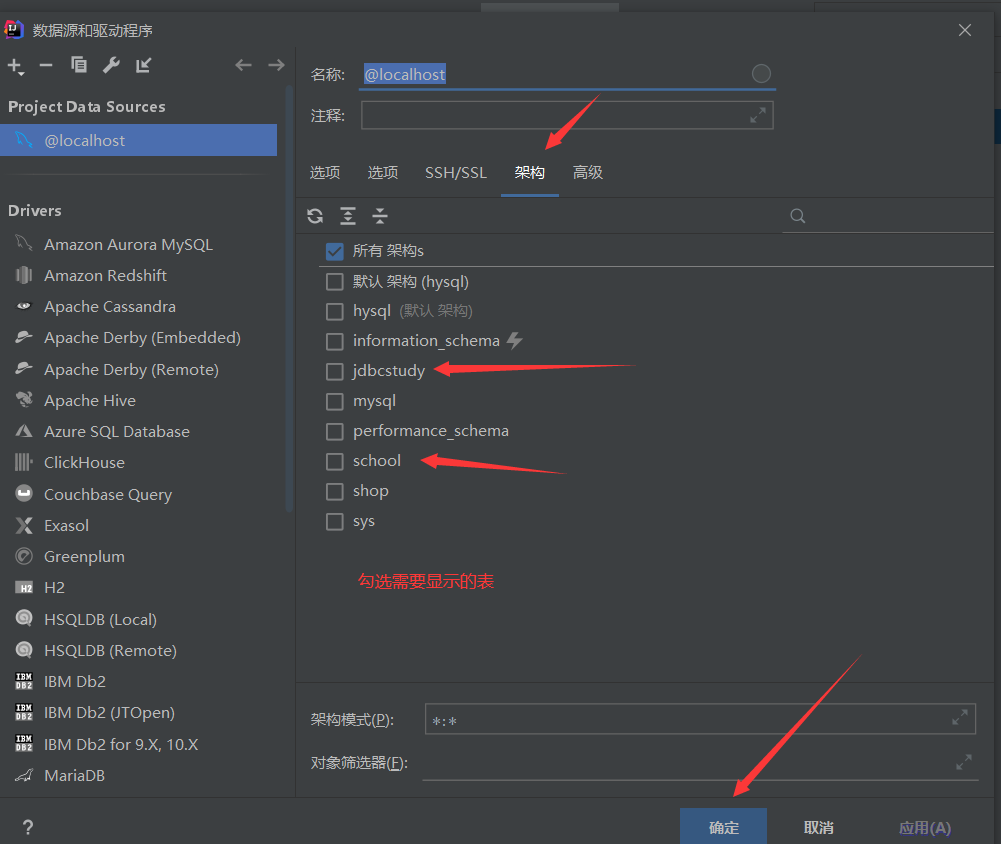 数据源和驱动程序
Project Data Sources
@localhost
Drivers
Amazon Aurora MySQL
Amazon Redshift
Apache Cassandra
Apache Derby (Embedded)
Apache Derby (Remote)
Apache Hive
Azure SQL Database
ClickHouse
Couchbase Query
Exasol
Greenplum
H2
HSQLDB (Local)
HSQLDB (Remote)
IBM Db2
IBM Db2 (JTOpen)
IBM Db2 for 9.X, 10.X
MariaDB
?
名称: @localhost
注释:
选项 选项 SSH/SSL 架构 高级
所有 架构s
默认 架构 (hysql)
hysql (默认 架构)
information_schema
jdbcstudy
mysql
performance_schema
school
shop
sys
勾选需要显示的表
架构模式(P): *:*
对象筛选器(F):
确定 取消 应用(A)